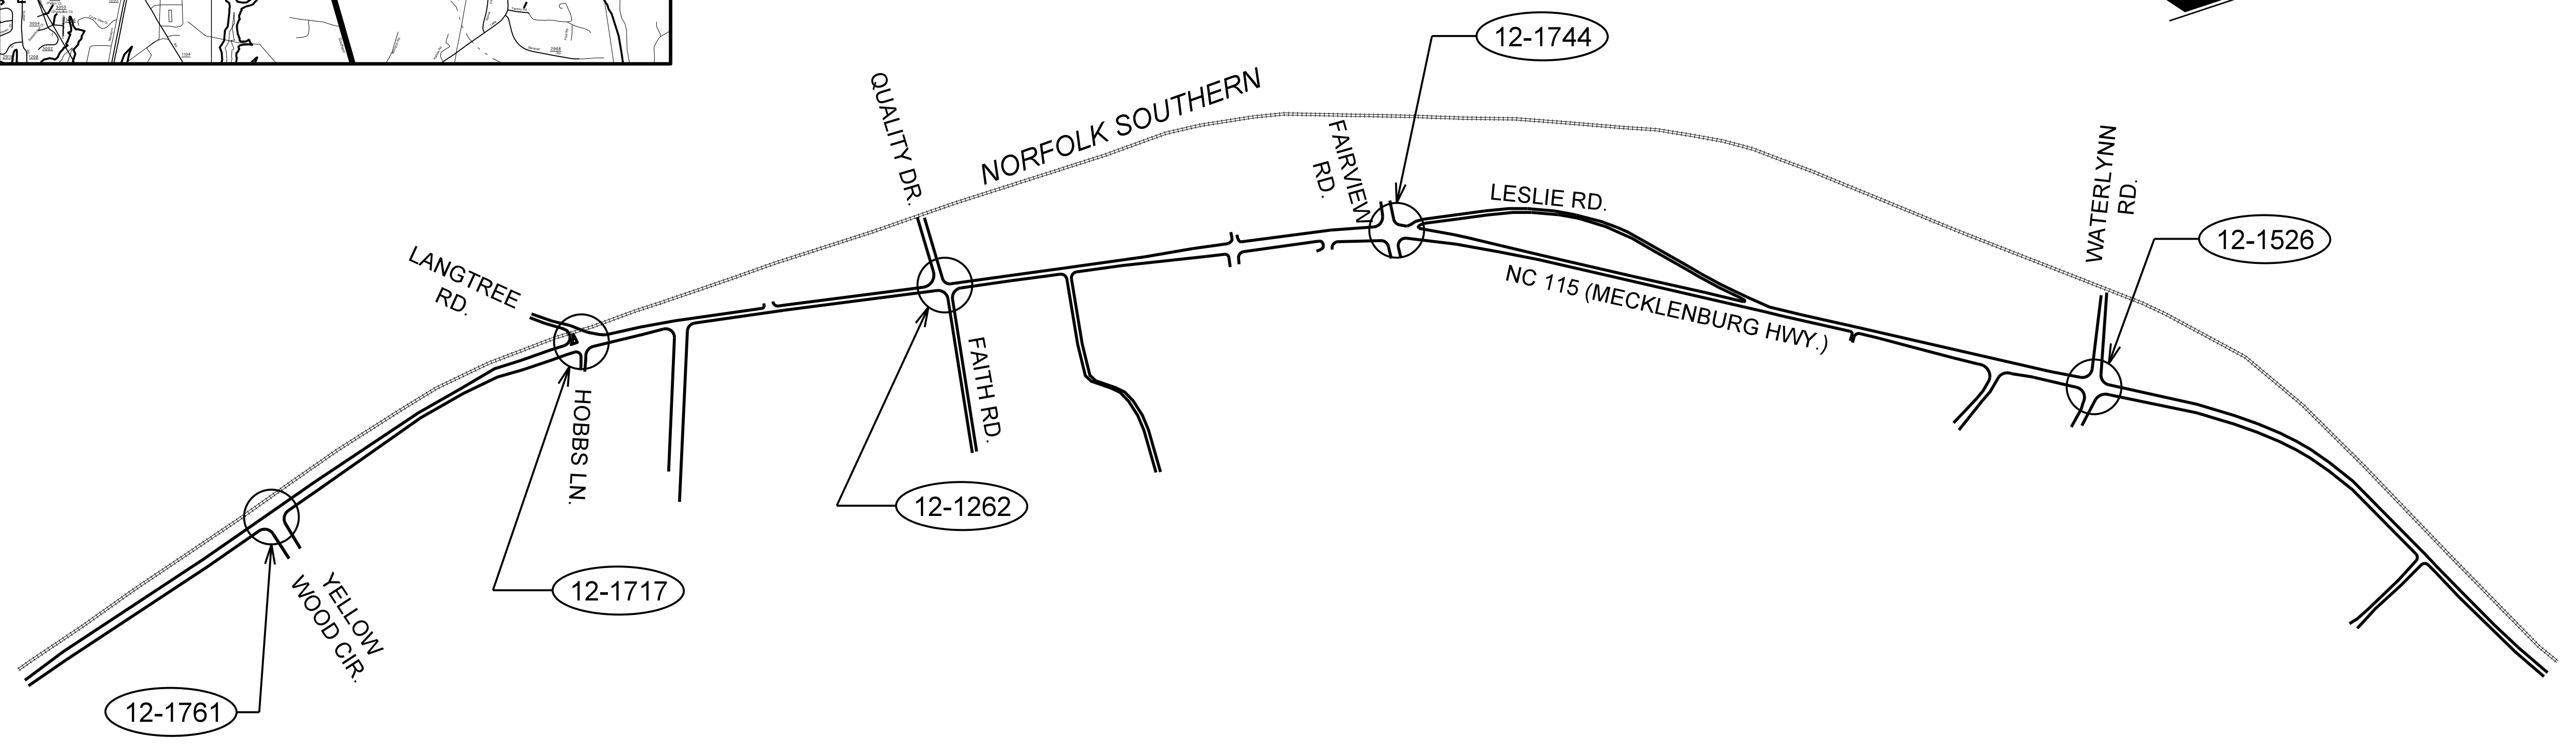 12-1744
QUALITY DR.
NORFOLK SOUTHERN
FAIRVIEW
RD.
LESLIE RD.
WATERLYNN
RD.
12-1526
LANGTREE
RD.
NC 115 (MECKLENBURG HWY.)
HOBBS LN.
FAITH RD.
12-1262
12-1717
YELLOW
WOOD CIR.
12-1761